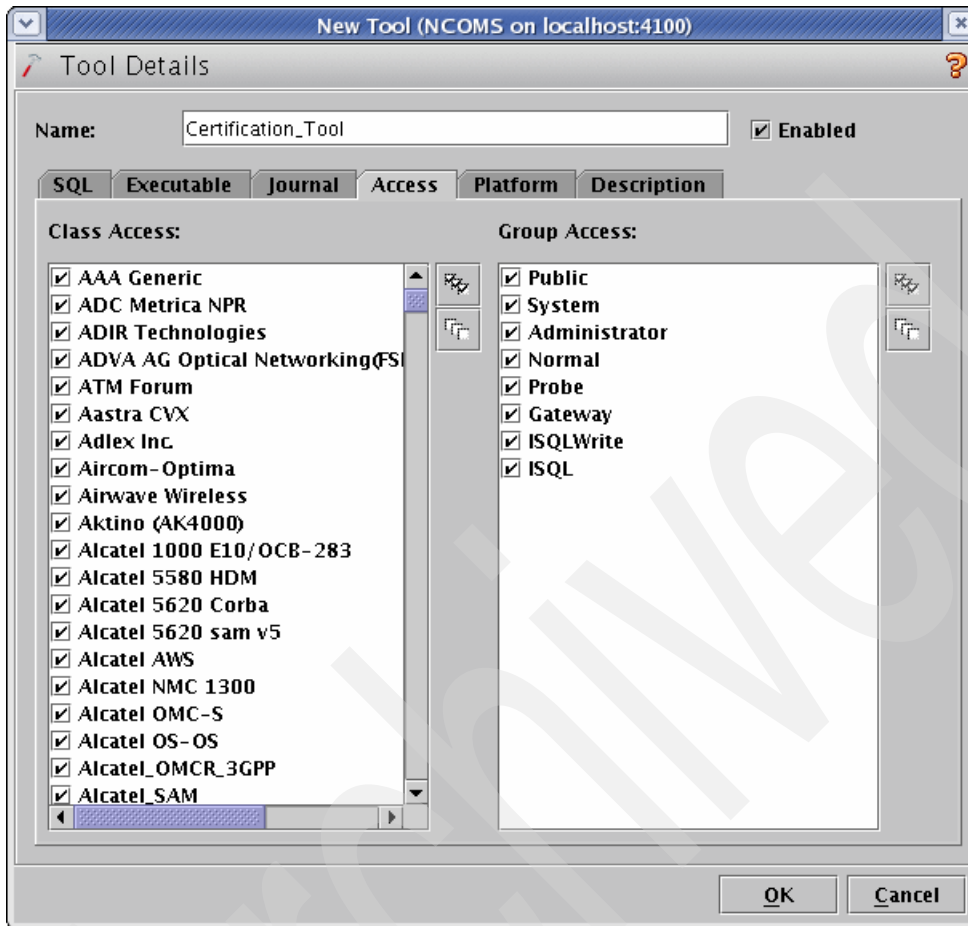 New Tool (NCOMS on localhost:4100)
Tool Details
Name:
Certification_Tool
Enabled
SQL
Executable
Journal
Access
Platform
Description
Class Access:
Group Access:
AAA Generic
ADC Metrica NPR
ADIR Technologies
ADVA AG Optical Networking(FSI
ATM Forum
Aastra CVX
Adlex Inc.
Aircom-Optima
Airwave Wireless
Aktino (AK4000)
Alcatel 1000 E10/OCB-283
Alcatel 5580 HDM
Alcatel 5620 Corba
Alcatel 5620 sam v5
Alcatel AWS
Alcatel NMC 1300
Alcatel OMC-S
Alcatel OS-OS
Alcatel_OMCR_3GPP
Alcatel_SAM
Public
System
Administrator
Normal
Probe
Gateway
ISQLWrite
ISQL
OK
Cancel